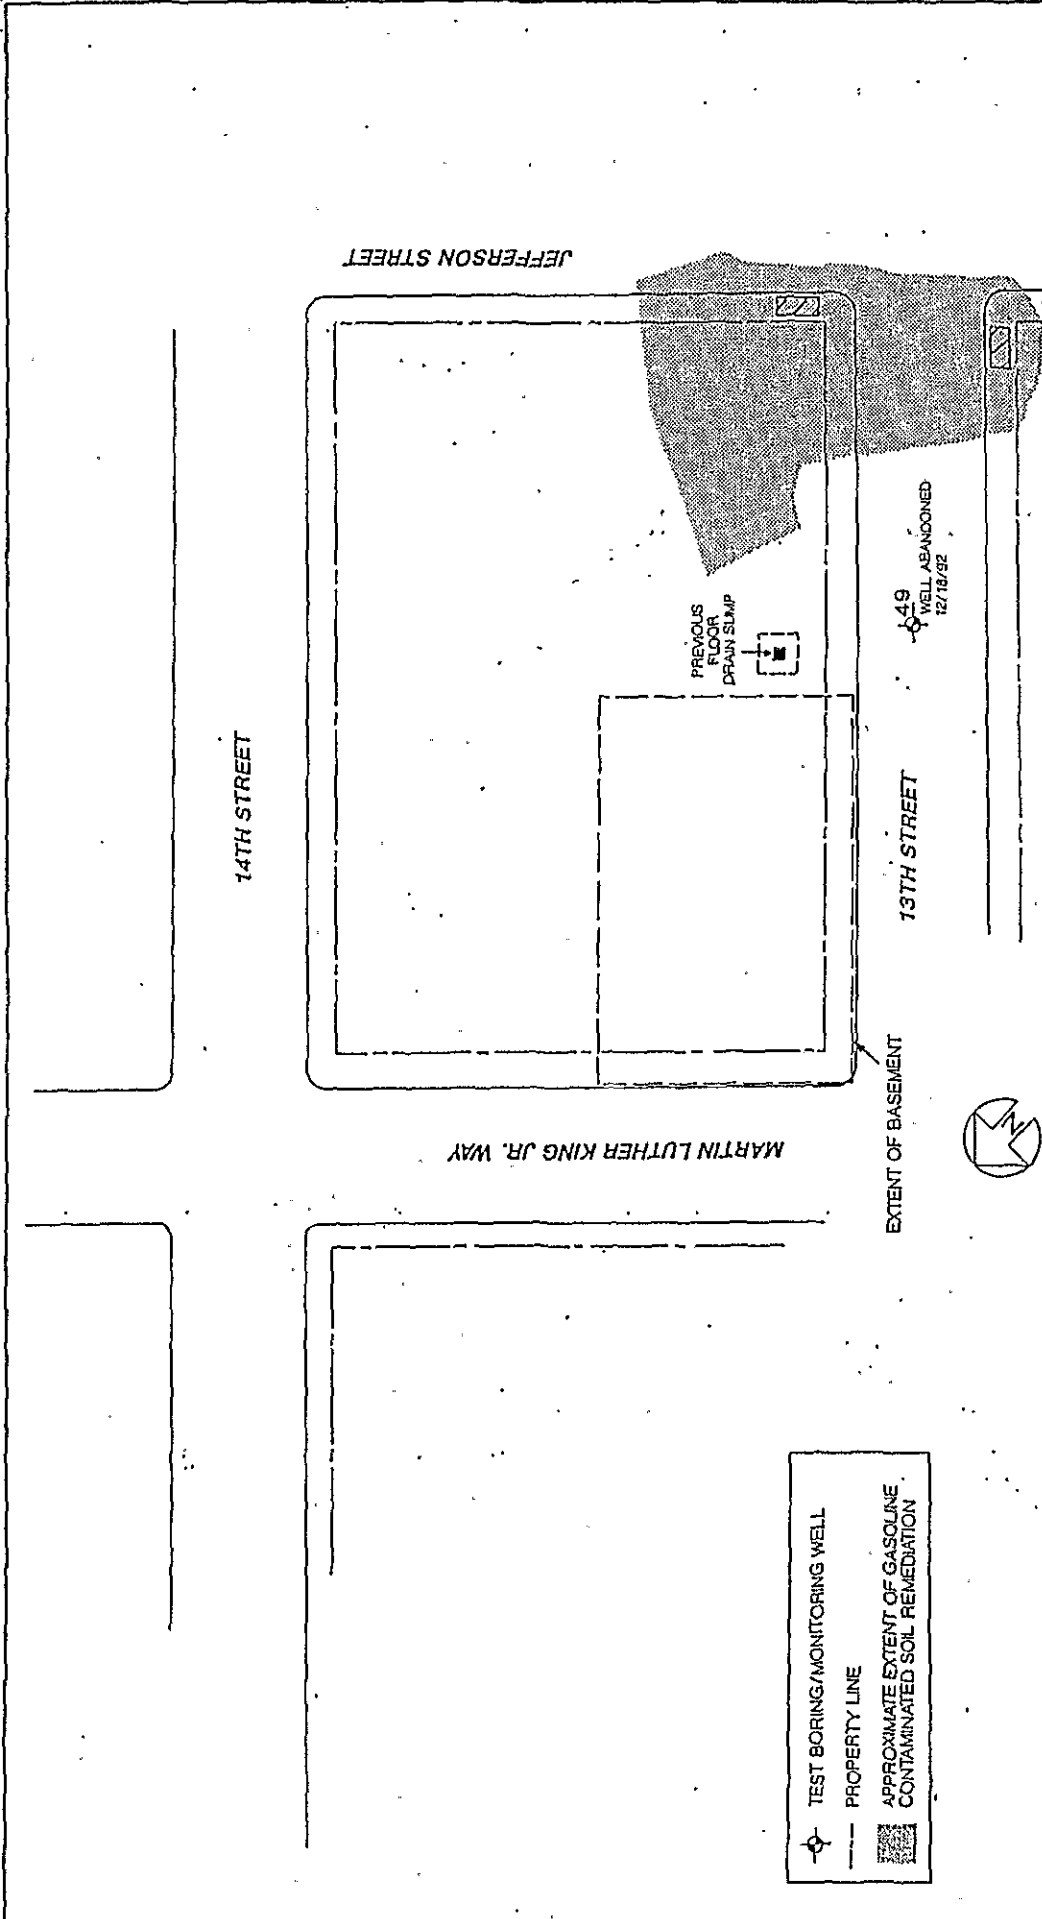 14TH STREET
JEFFERSON STREET
MARTIN LUTHER KING JR. WAY
13TH STREET
PREVIOUS
FLOOR
DRAIN SUMP
49
WELL ABANDONED
12/18/92
EXTENT OF BASEMENT
N
TEST BORING/MONITORING WELL
PROPERTY LINE
APPROXIMATE EXTENT OF GASOLINE
CONTAMINATED SOIL REMEDIATION